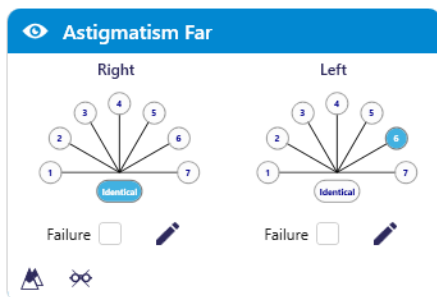 Astigmatism Far
Right Left
4 4
3 5 3 5
2 6 2 6
1 7 1 7
Identical Identical
Failure Failure